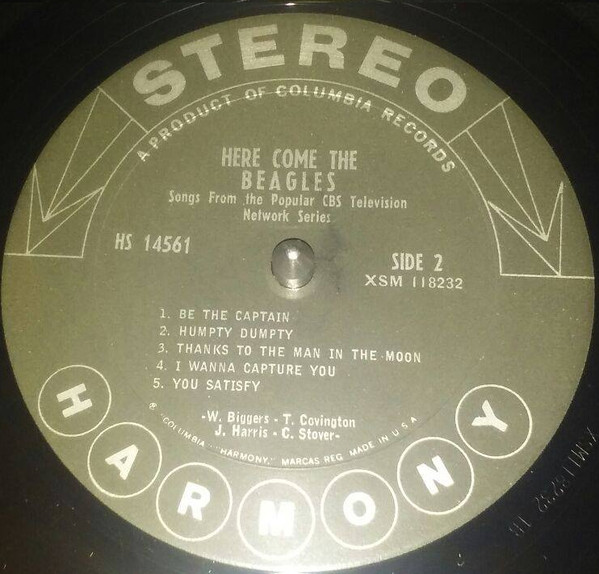 STEREO
A PRODUCT OF COLUMBIA RECORDS
HERE COME THE
BEAGLES
Songs From the Popular CBS Television
Network Series
HS 14561
SIDE 2
XSM 118232
1. BE THE CAPTAIN
2. HUMPTY DUMPTY
3. THANKS TO THE MAN IN THE MOON
4. I WANNA CAPTURE YOU
5. YOU SATISFY
-W. Biggers - T. Covington
J. Harris - C. Stover-
® "COLUMBIA", "HARMONY," MARCAS REG. MADE IN U.S.A.
HARMONY
XSM118232 1B